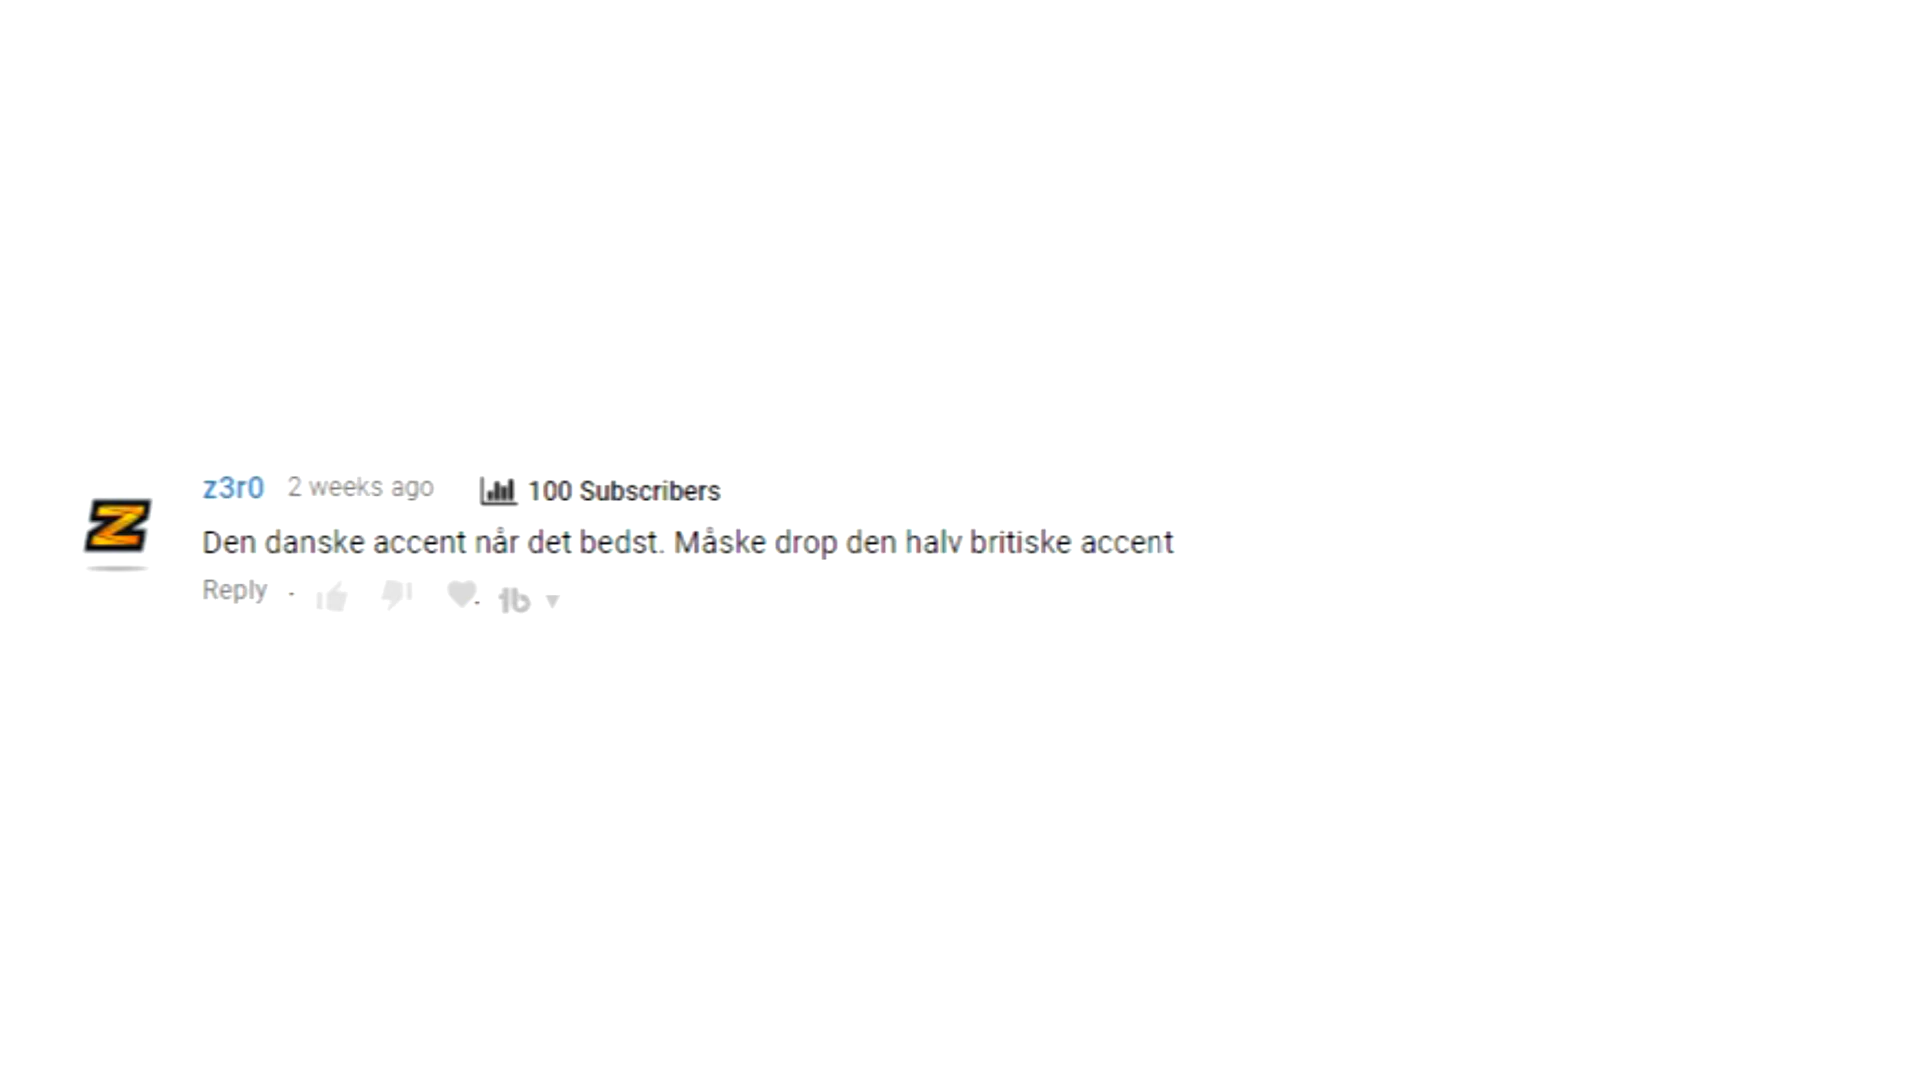 z3r0 2 weeks ago 100 Subscribers
Den danske accent når det bedst. Måske drop den halv britiske accent
Reply